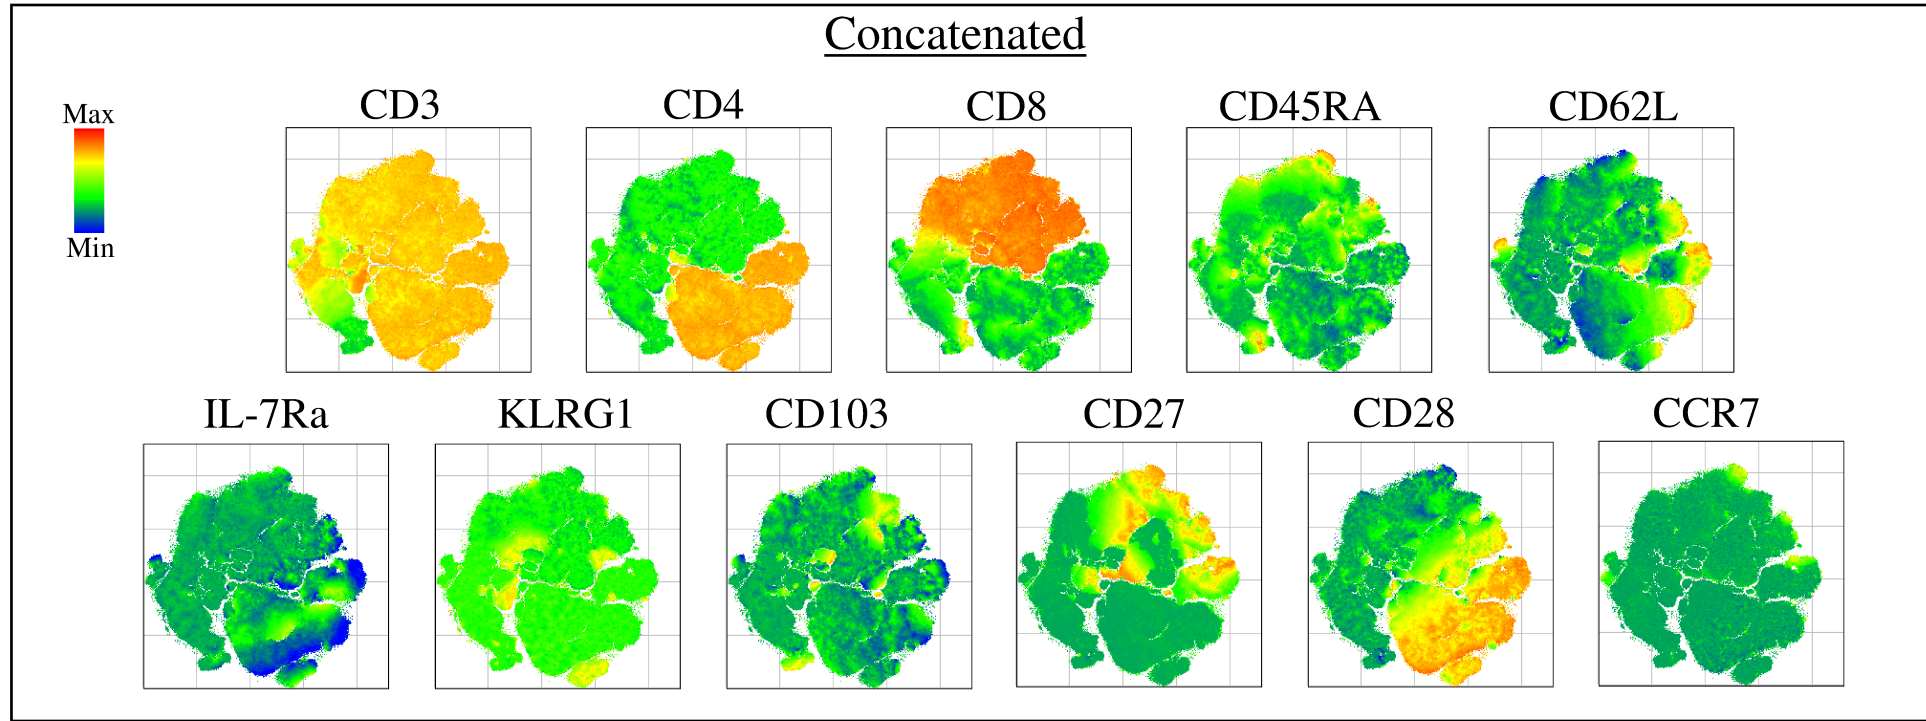 Concatenated
Max
Min
CD3
CD4
CD8
CD45RA
CD62L
IL-7Ra
KLRG1
CD103
CD27
CD28
CCR7